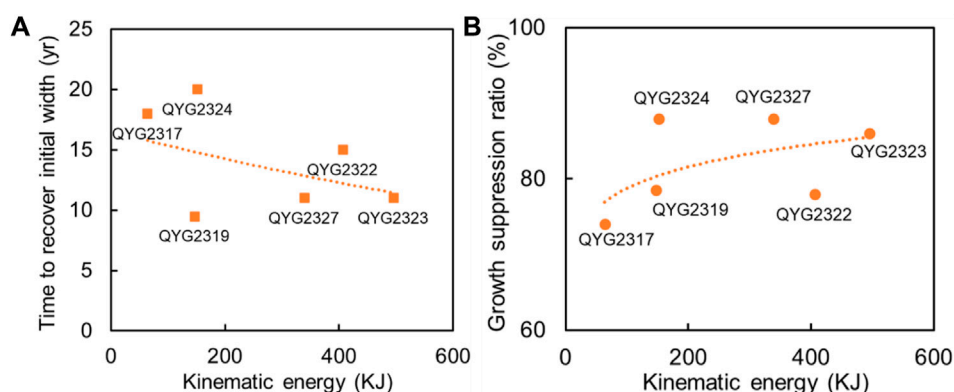 A
Time to recover initial width (yr)
25
20
15
10
5
0
QYG2324
QYG2317
QYG2322
QYG2327
QYG2323
QYG2319
0
200
400
600
Kinematic energy (KJ)
B
Growth suppression ratio (%)
100
80
60
QYG2324
QYG2327
QYG2323
QYG2319
QYG2322
QYG2317
0
200
400
600
Kinematic energy (KJ)